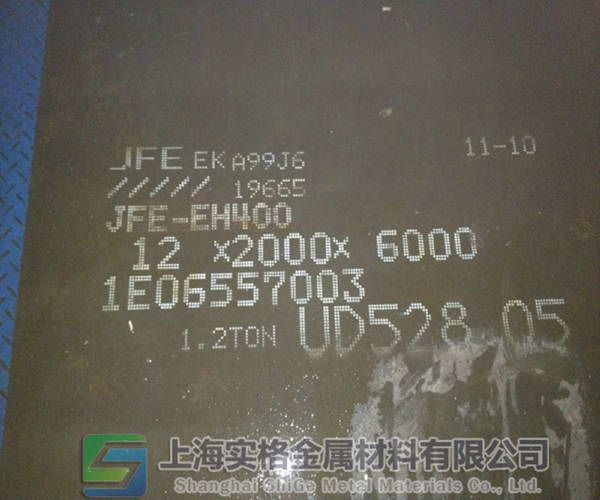 JFE EK A99J6 11-10
///// 19665
JFE-EH400
12 x2000x 6000
1E06557003
1.2TON UD528 05
上海实格金属材料有限公司
Shanghai ShiGe Metal Materials Co., Ltd